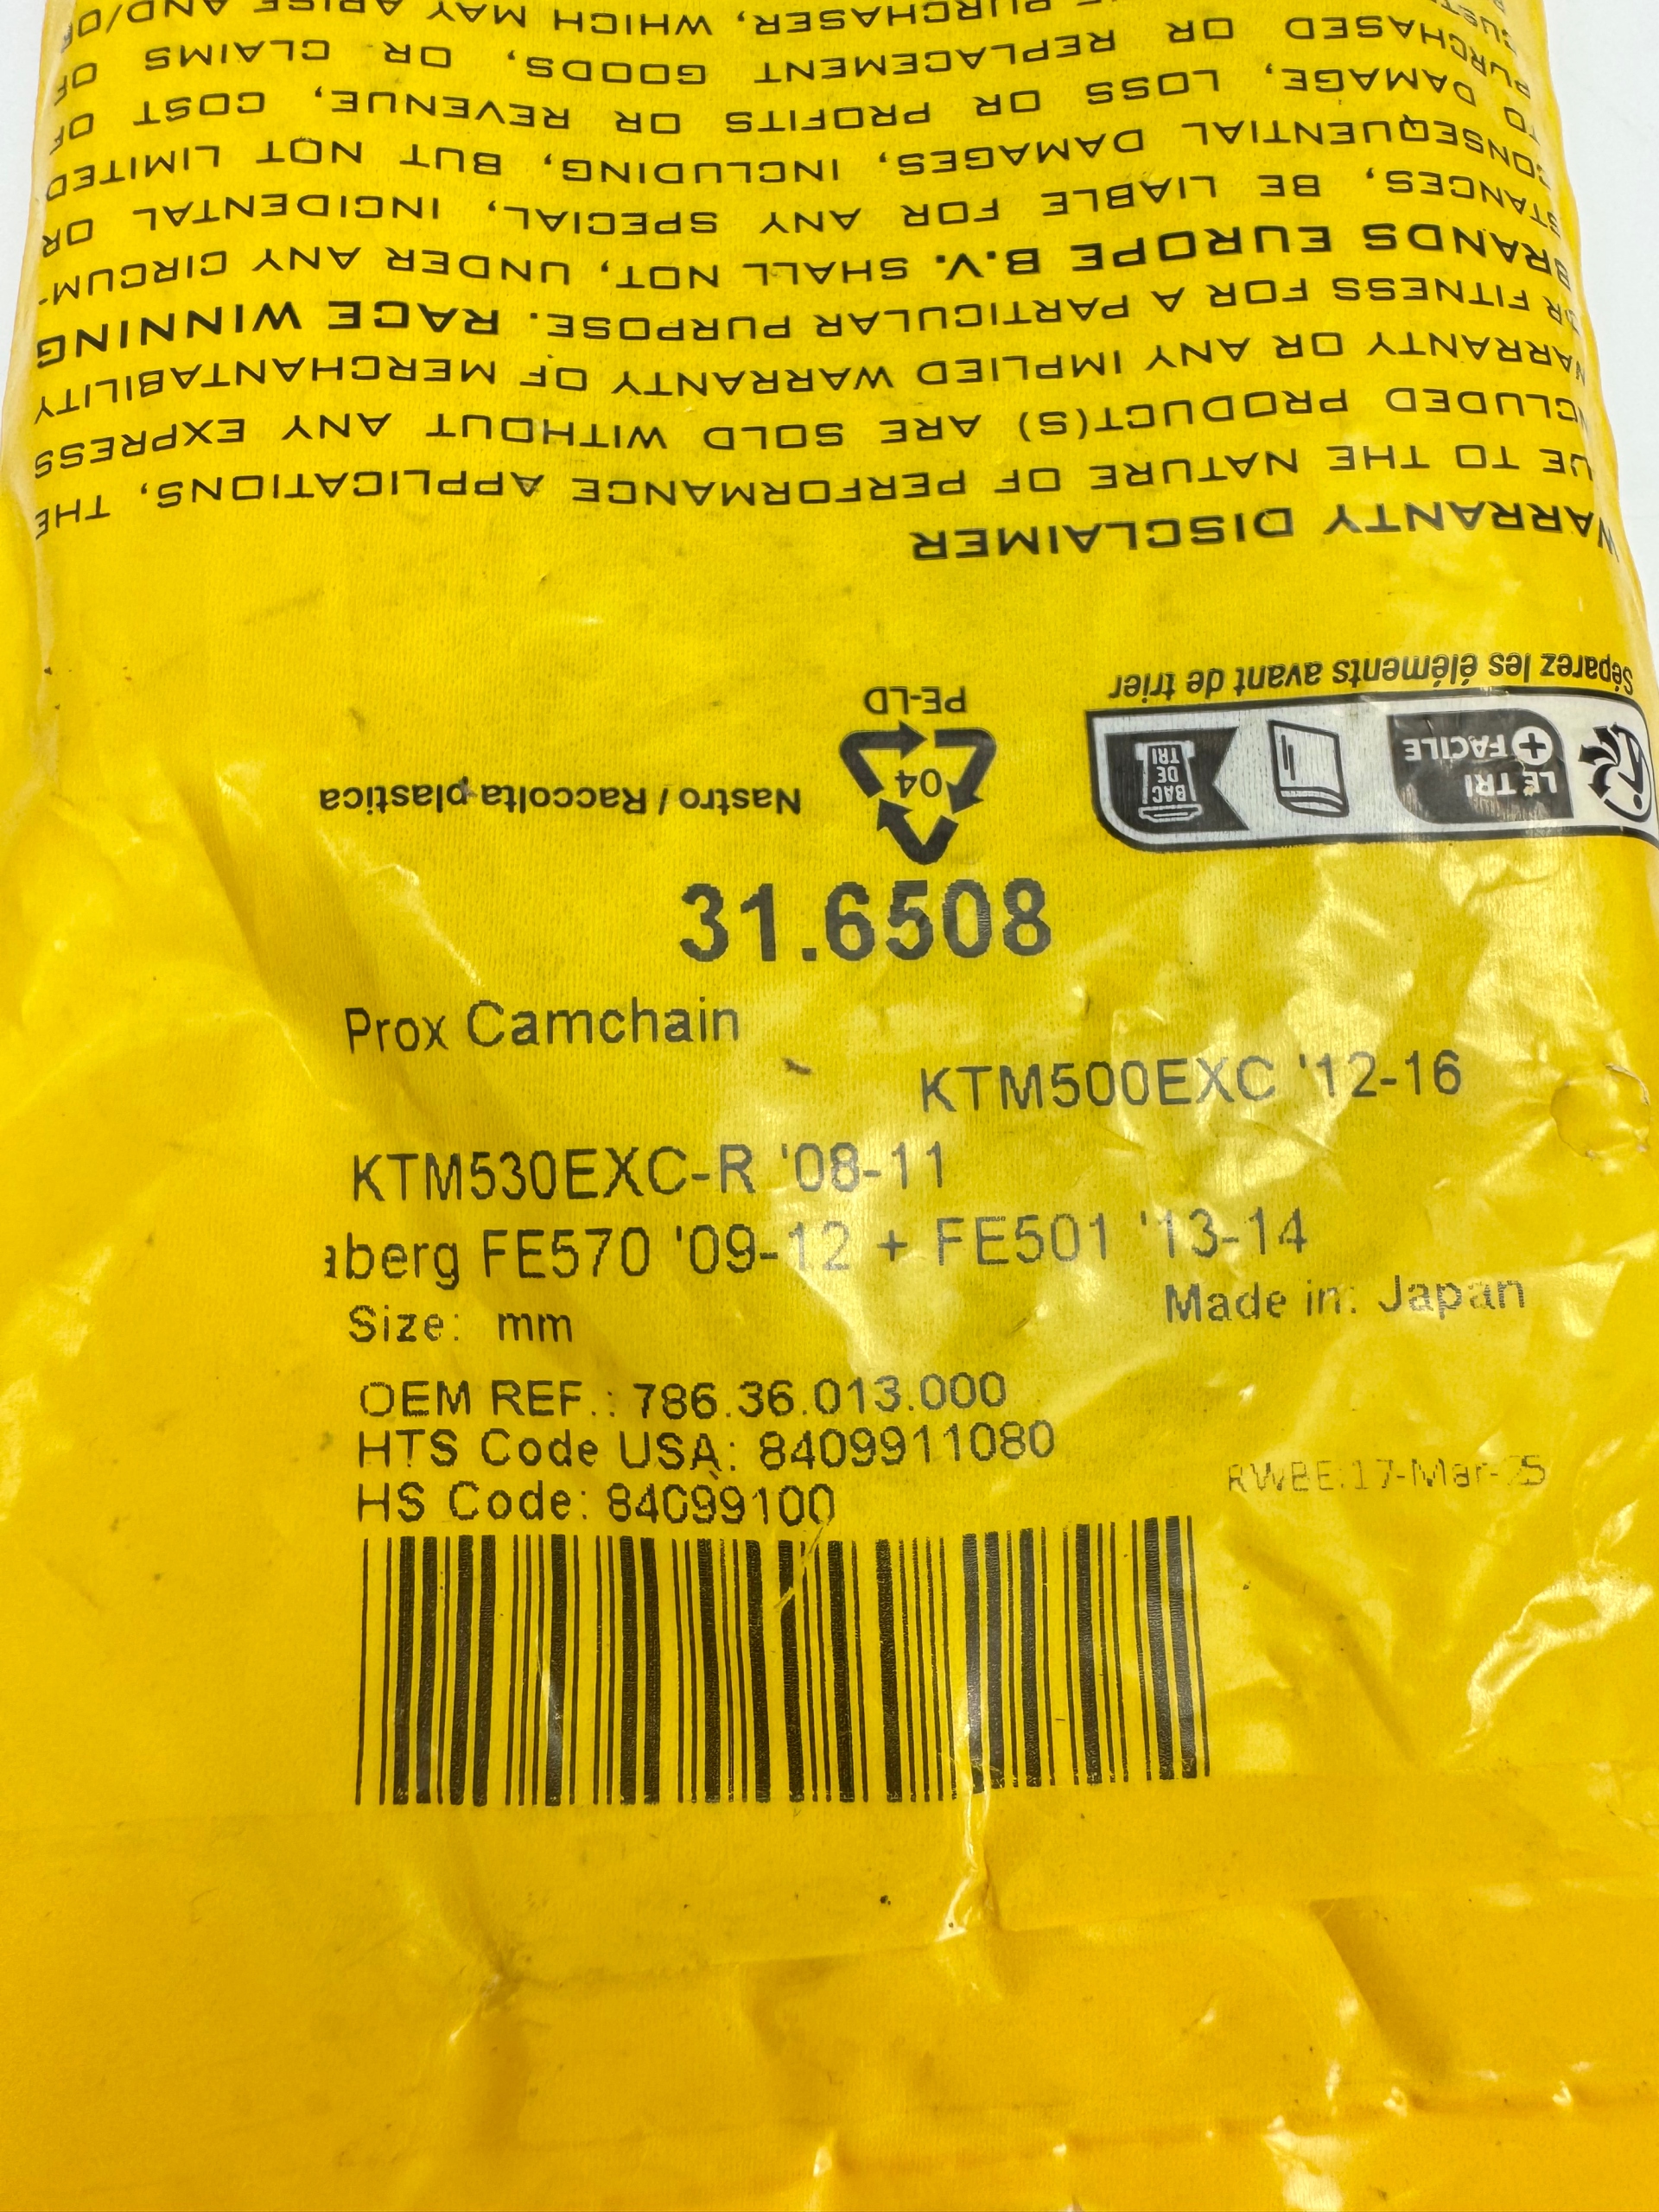 31.6508
Prox Camchain
KTM500EXC '12-16
KTM530EXC-R '08-11
aberg FE570 '09-12 + FE501 '13-14
Size: mm
Made in: Japan
OEM REF.: 786.36.013.000
HTS Code USA: 8409911080
HS Code: 84099100
RWBE:17-Mar-25
WARRANTY DISCLAIMER
UE TO THE NATURE OF PERFORMANCE APPLICATIONS, THE
NCLUDED PRODUCT(S) ARE SOLD WITHOUT ANY EXPRESS
WARRANTY OR ANY IMPLIED WARRANTY OF MERCHANTABILITY
OR FITNESS FOR A PARTICULAR PURPOSE. RACE WINNING
BRANDS EUROPE B.V. SHALL NOT, UNDER ANY CIRCUM-
STANCES, BE LIABLE FOR ANY SPECIAL, INCIDENTAL OR
CONSEQUENTIAL DAMAGES, INCLUDING, BUT NOT LIMITED
TO DAMAGE, LOSS OR PROFITS OR REVENUE, COST OF
PURCHASED OR REPLACEMENT GOODS, OR CLAIMS OF
PURCHASER, WHICH MAY ARISE AND/OR
LE TRI
+ FACILE
BAC
DE
TRI
Séparez les éléments avant de trier
04
PE-LD
Nastro / Raccolta plastica